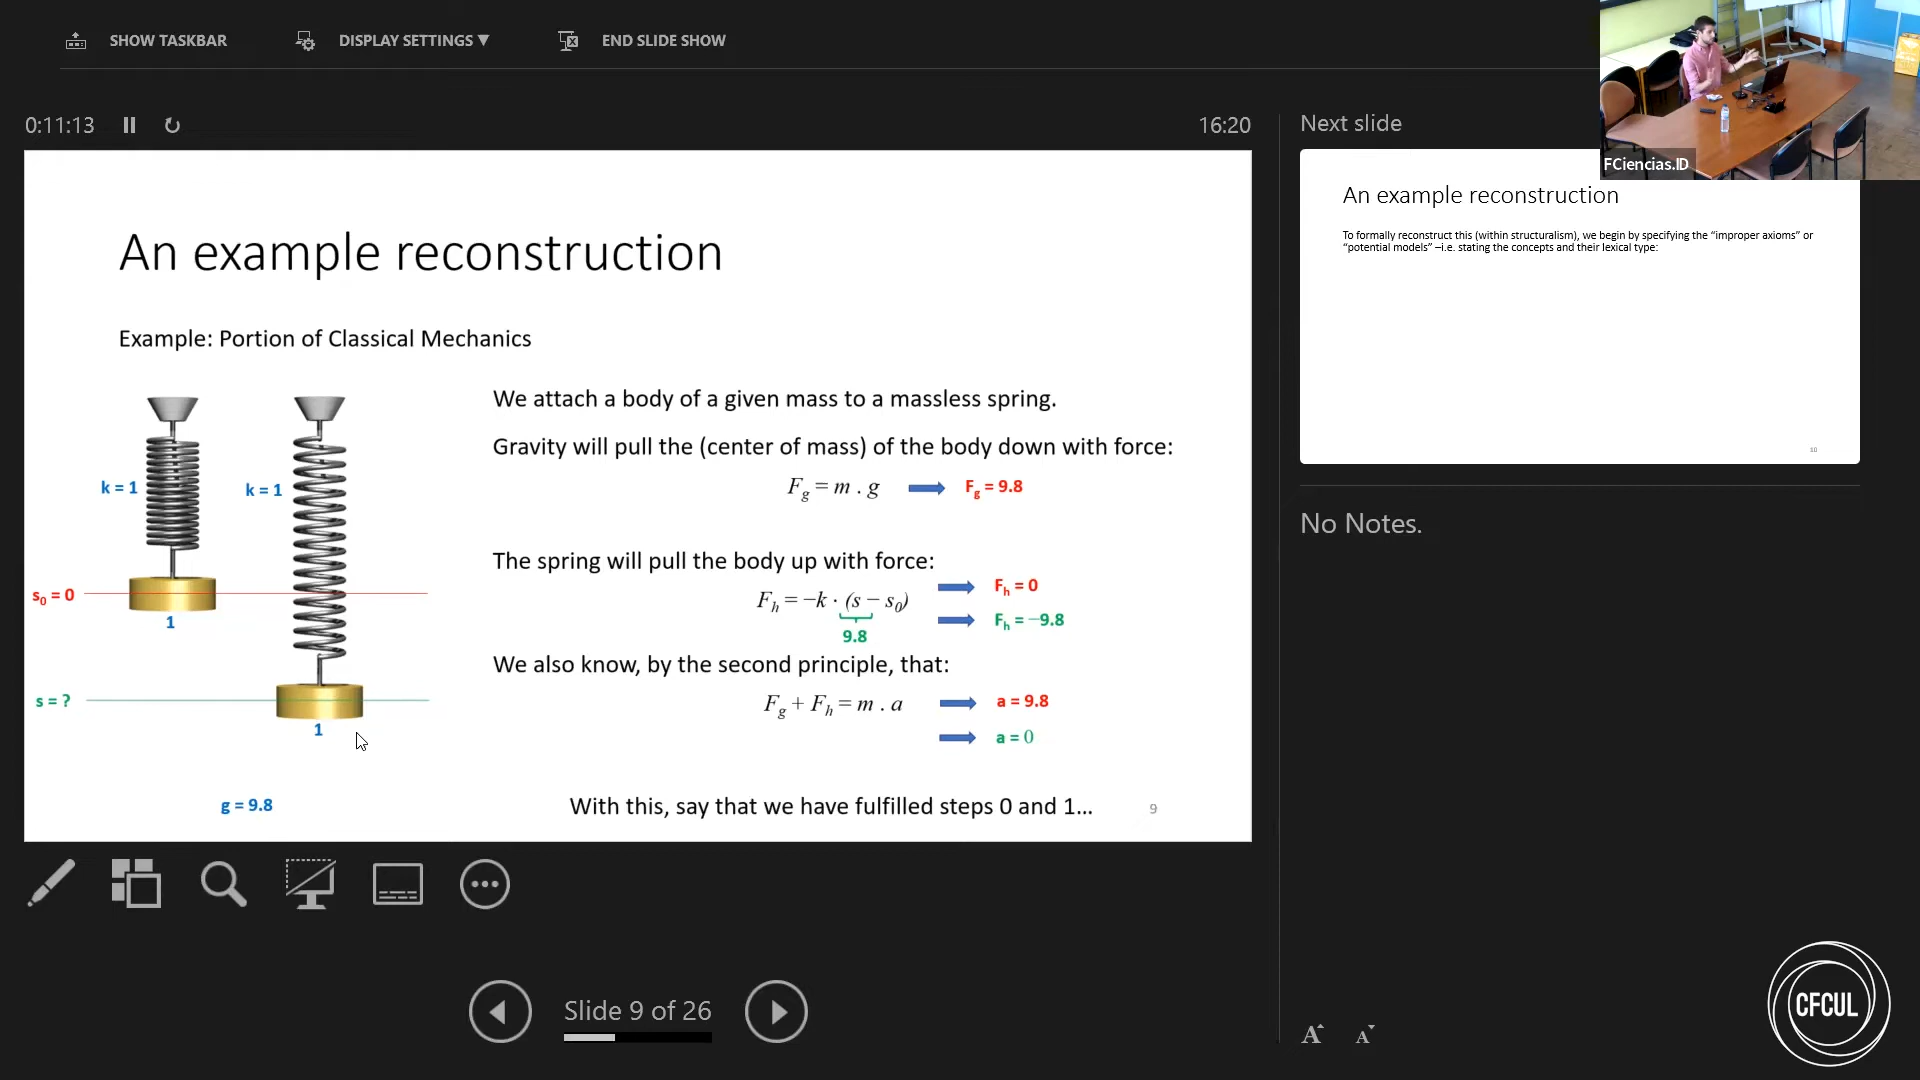 SHOW TASKBAR
DISPLAY SETTINGS ▼
END SLIDE SHOW
0:11:13
16:20
Next slide
FCiencias.ID
An example reconstruction
To formally reconstruct this (within structuralism), we begin by specifying the “improper axioms” or
“potential models” –i.e. stating the concepts and their lexical type:
10
No Notes.
An example reconstruction
Example: Portion of Classical Mechanics
We attach a body of a given mass to a massless spring.
Gravity will pull the (center of mass) of the body down with force:
F_g = m . g
F_g = 9.8
k = 1
k = 1
The spring will pull the body up with force:
F_h = −k · (s − s_0)
F_h = 0
F_h = −9.8
9.8
s_0 = 0
1
We also know, by the second principle, that:
F_g + F_h = m . a
a = 9.8
a = 0
s = ?
1
g = 9.8
With this, say that we have fulfilled steps 0 and 1...
9
Slide 9 of 26
A A
CFCUL